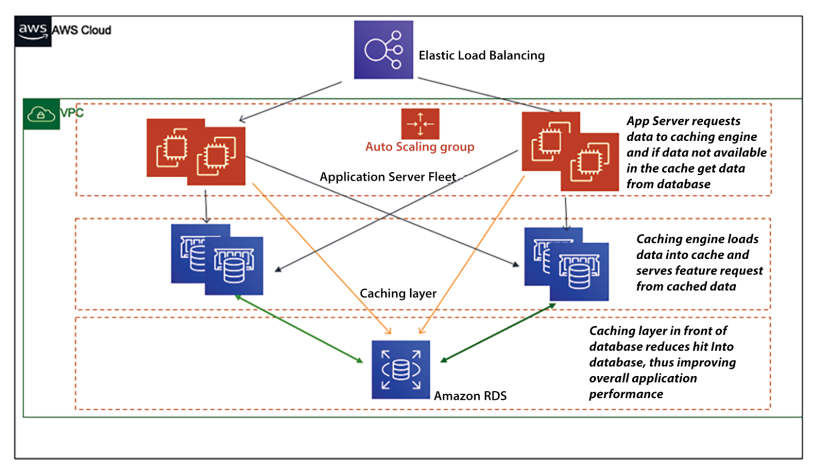 aws
AWS Cloud
Elastic Load Balancing
VPC
Auto Scaling group
App Server requests
data to caching engine
and if data not available
in the cache get data
from database
Application Server Fleet
Caching engine loads
data into cache and
serves feature request
from cached data
Caching layer
Caching layer in front of
database reduces hit Into
database, thus improving
overall application
performance
Amazon RDS